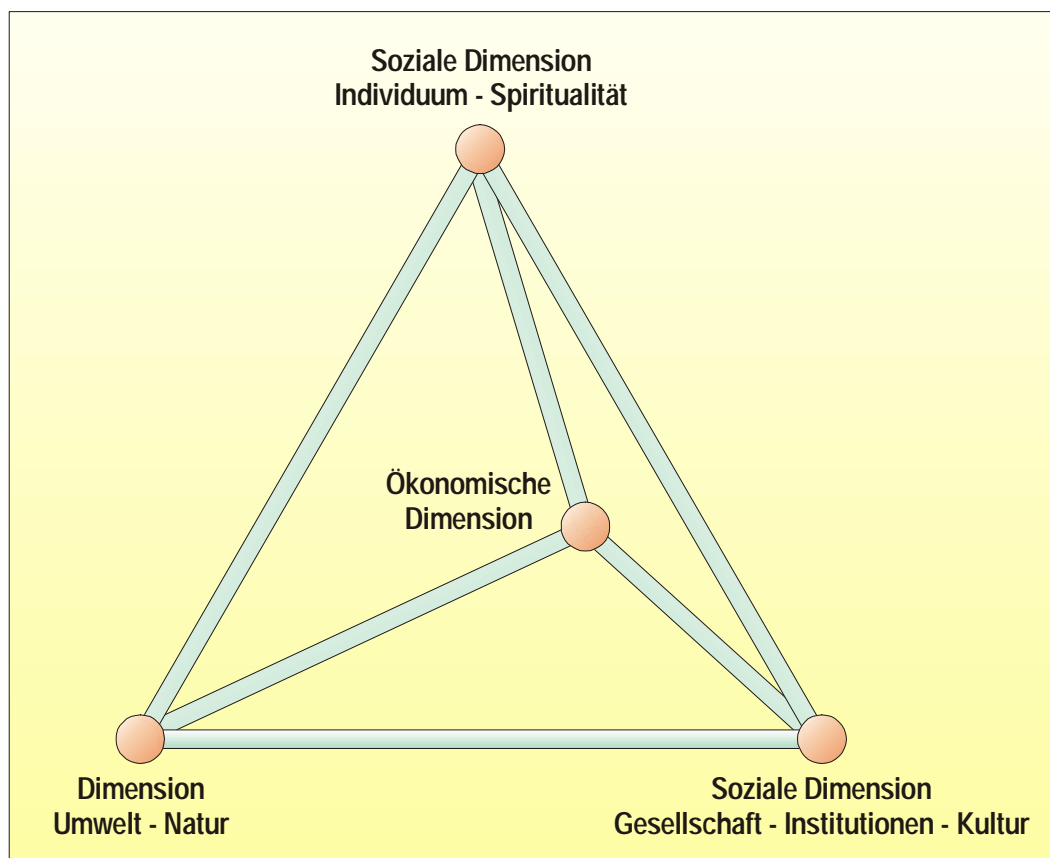 Soziale Dimension
Individuum - Spiritualität
Ökonomische
Dimension
Dimension
Umwelt - Natur
Soziale Dimension
Gesellschaft - Institutionen - Kultur